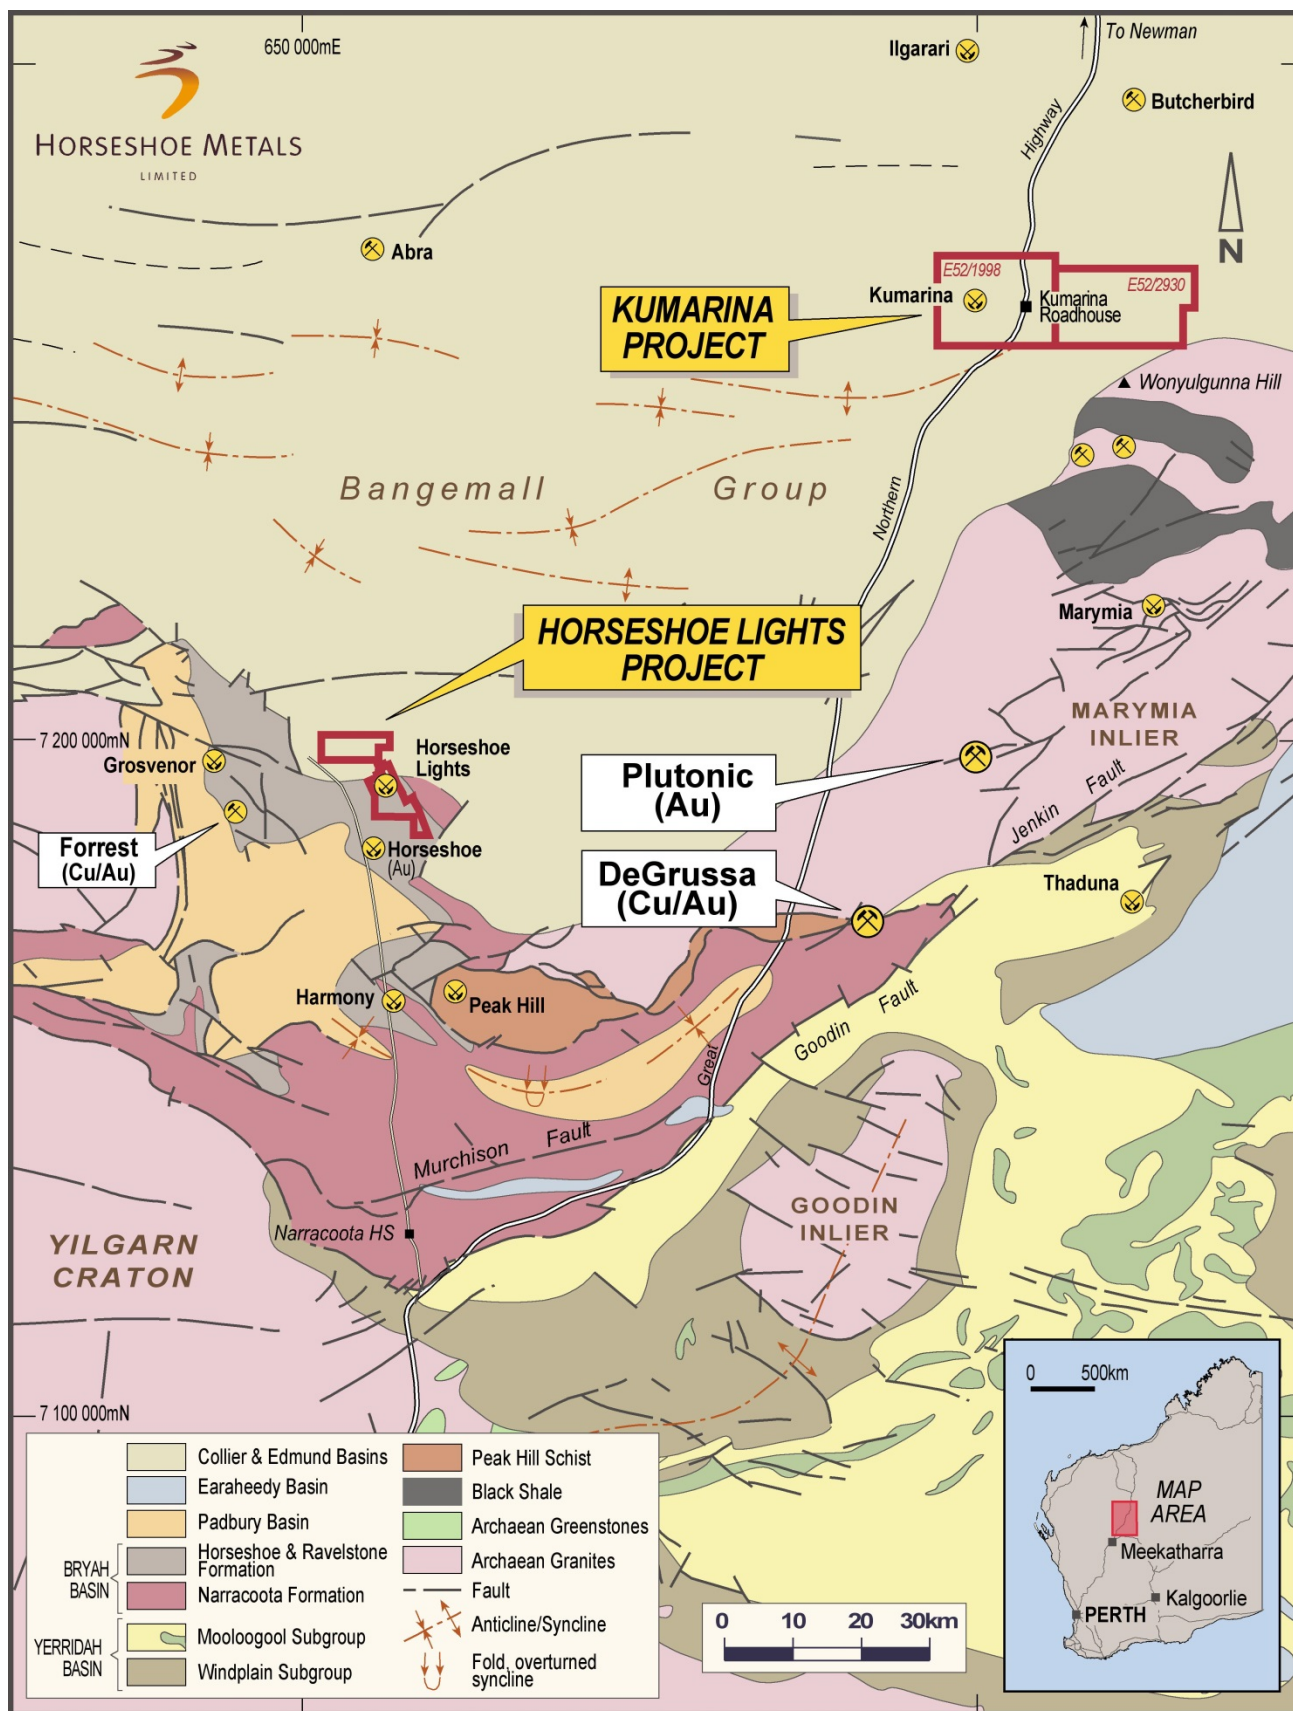 650 000mE
Ilgarari
To Newman
Butcherbird
Highway
HORSESHOE METALS
LIMITED
N
Abra
E52/1998
E52/2930
Kumarina
Kumarina
Roadhouse
KUMARINA
PROJECT
Wonyulgunna Hill
Bangemall Group
Northern
HORSESHOE LIGHTS
PROJECT
Marymia
MARYMIA
INLIER
7 200 000mN
Grosvenor
Horseshoe
Lights
Plutonic
(Au)
Jenkin Fault
Forrest
(Cu/Au)
Horseshoe
(Au)
DeGrussa
(Cu/Au)
Thaduna
Harmony
Peak Hill
Goodin Fault
Great
Murchison Fault
Narracoota HS
GOODIN
INLIER
YILGARN
CRATON
7 100 000mN
Collier & Edmund Basins
Earaheedy Basin
Padbury Basin
BRYAH
BASIN
Horseshoe & Ravelstone
Formation
Narracoota Formation
YERRIDAH
BASIN
Mooloogool Subgroup
Windplain Subgroup
Peak Hill Schist
Black Shale
Archaean Greenstones
Archaean Granites
Fault
Anticline/Syncline
Fold, overturned
syncline
0 10 20 30km
0 500km
MAP
AREA
Meekatharra
Kalgoorlie
PERTH